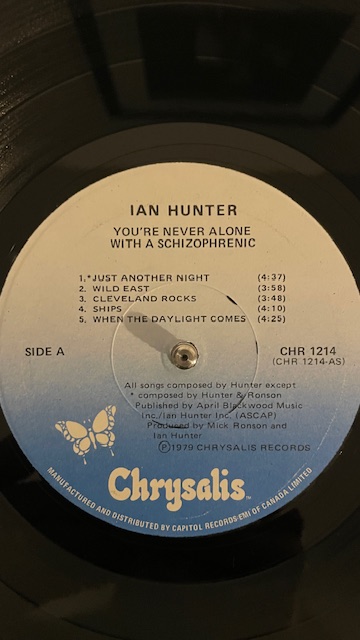 IAN HUNTER
YOU'RE NEVER ALONE
WITH A SCHIZOPHRENIC
1.*JUST ANOTHER NIGHT (4:37)
2. WILD EAST (3:58)
3. CLEVELAND ROCKS (3:48)
4. SHIPS (4:10)
5. WHEN THE DAYLIGHT COMES (4:25)
SIDE A
CHR 1214
(CHR 1214-AS)
All songs composed by Hunter except
* composed by Hunter & Ronson
Published by April Blackwood Music
Inc./Ian Hunter Inc. (ASCAP)
Produced by Mick Ronson and
Ian Hunter
Ⓟ1979 CHRYSALIS RECORDS
Chrysalis™
MANUFACTURED AND DISTRIBUTED BY CAPITOL RECORDS-EMI OF CANADA LIMITED